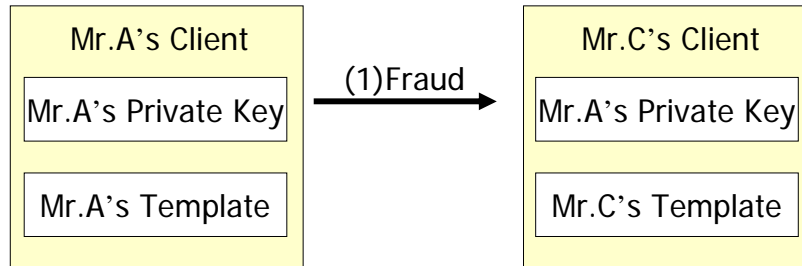 Mr.A’s Client
Mr.A’s Private Key
Mr.A’s Template
(1)Fraud
Mr.C’s Client
Mr.A’s Private Key
Mr.C’s Template